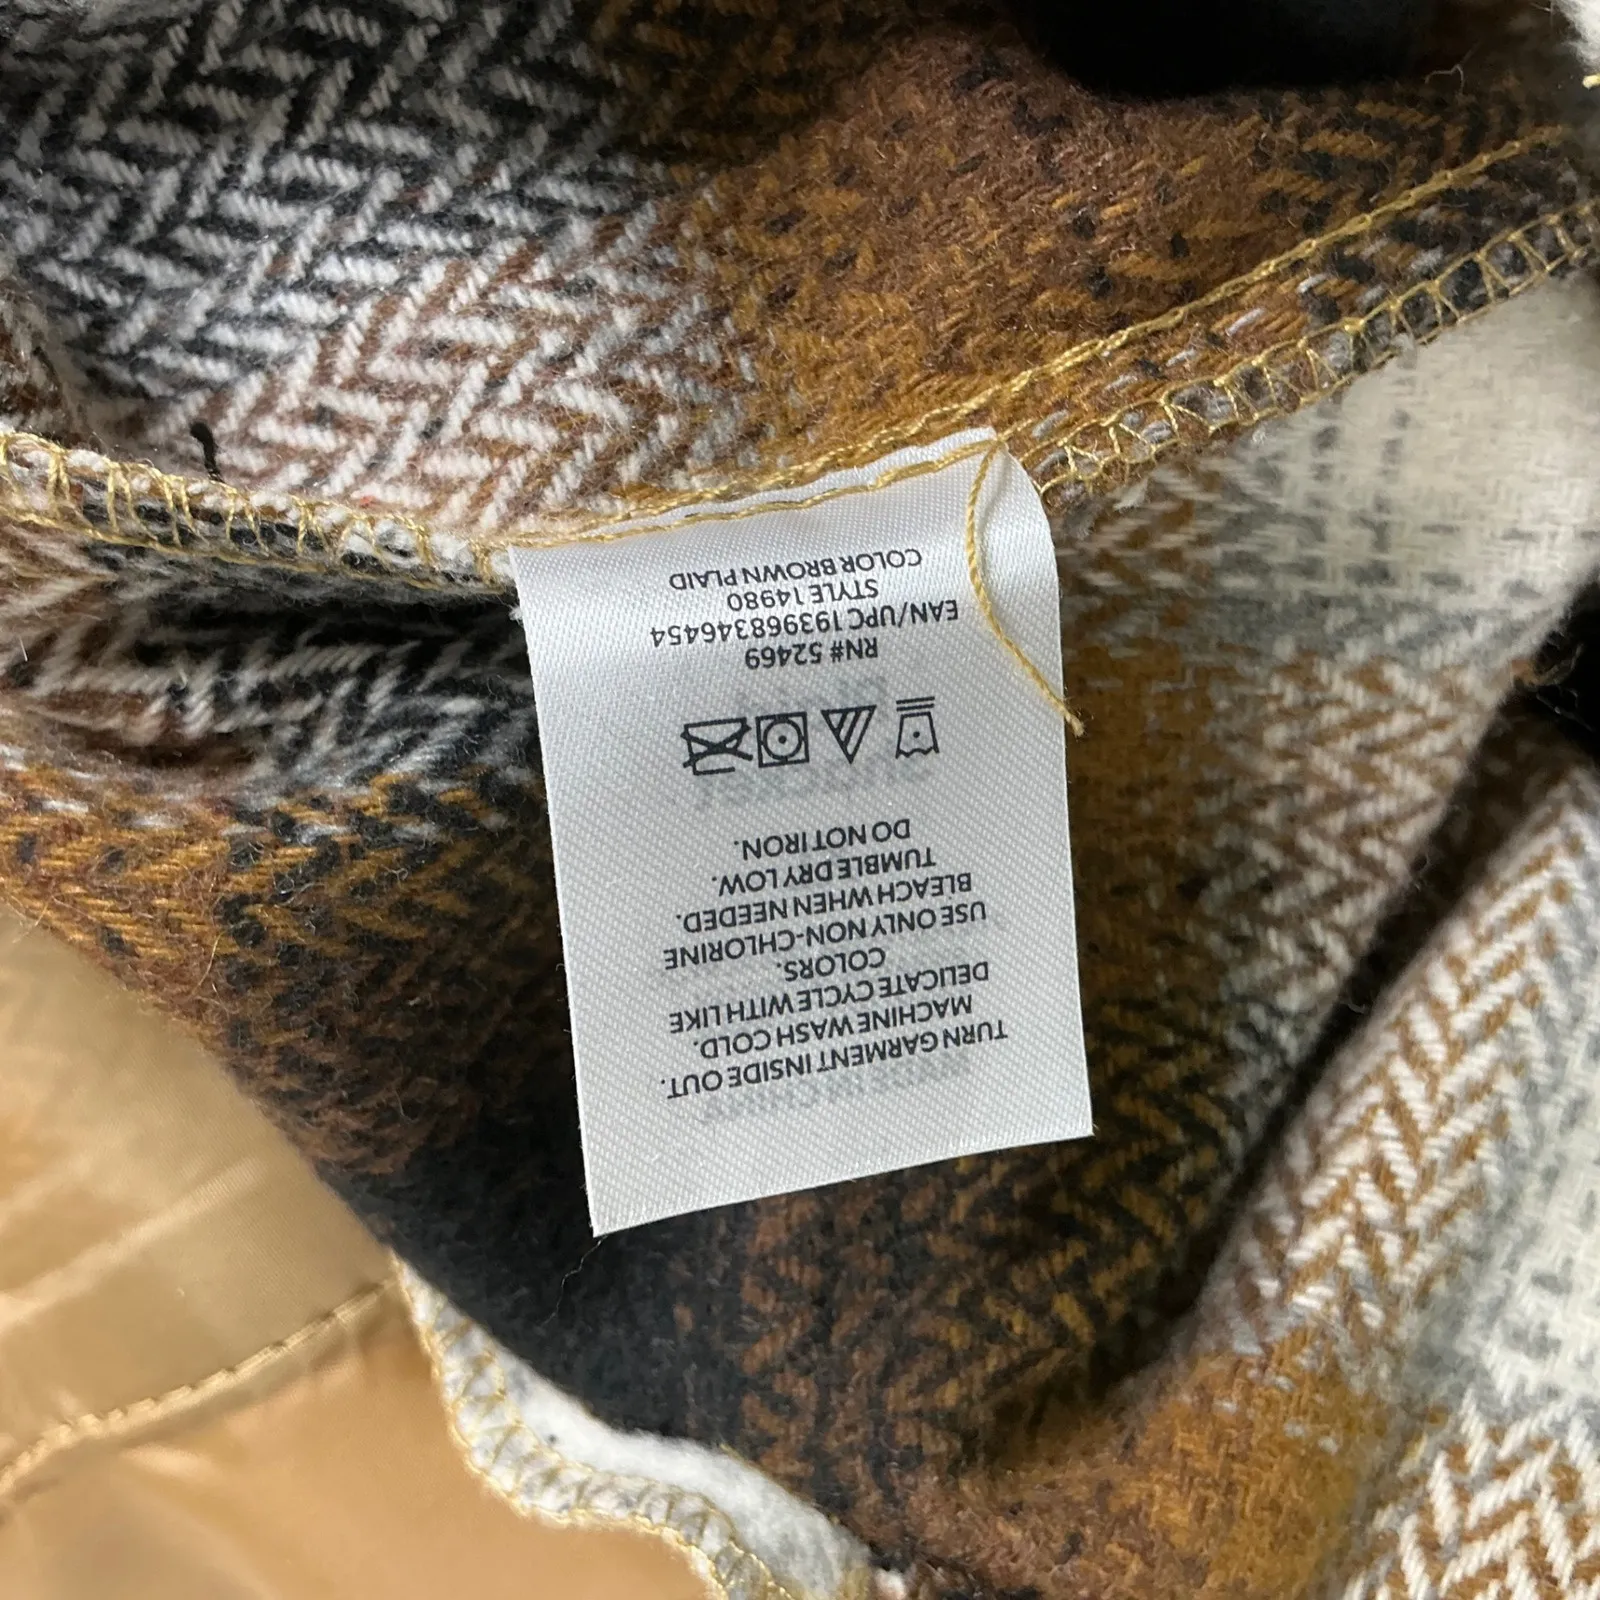 TURN GARMENT INSIDE OUT.
MACHINE WASH COLD.
DELICATE CYCLE WITH LIKE
COLORS.
USE ONLY NON-CHLORINE
BLEACH WHEN NEEDED.
TUMBLE DRY LOW.
DO NOT IRON.
RN# 52469
EAN/UPC 193968346454
STYLE 14980
COLOR BROWN PLAID